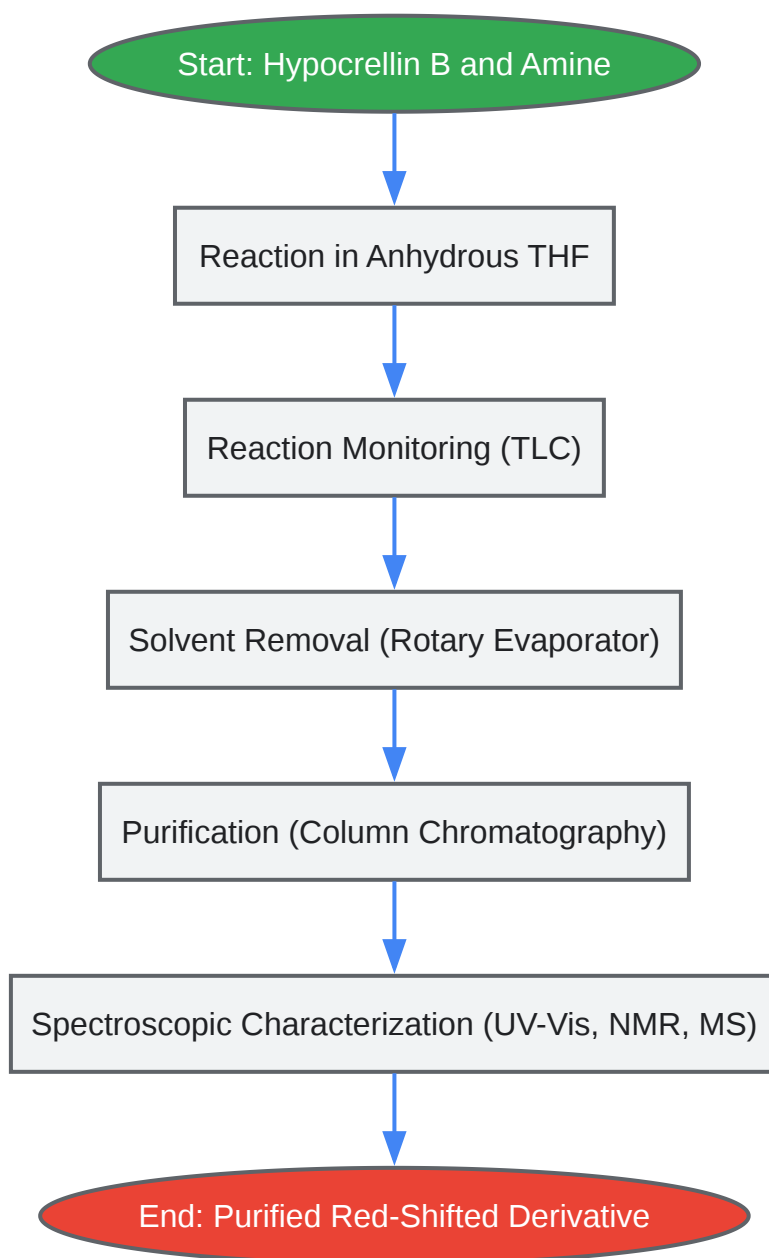 Start: Hypocrellin B and Amine
Reaction in Anhydrous THF
Reaction Monitoring (TLC)
Solvent Removal (Rotary Evaporator)
Purification (Column Chromatography)
Spectroscopic Characterization (UV-Vis, NMR, MS)
End: Purified Red-Shifted Derivative